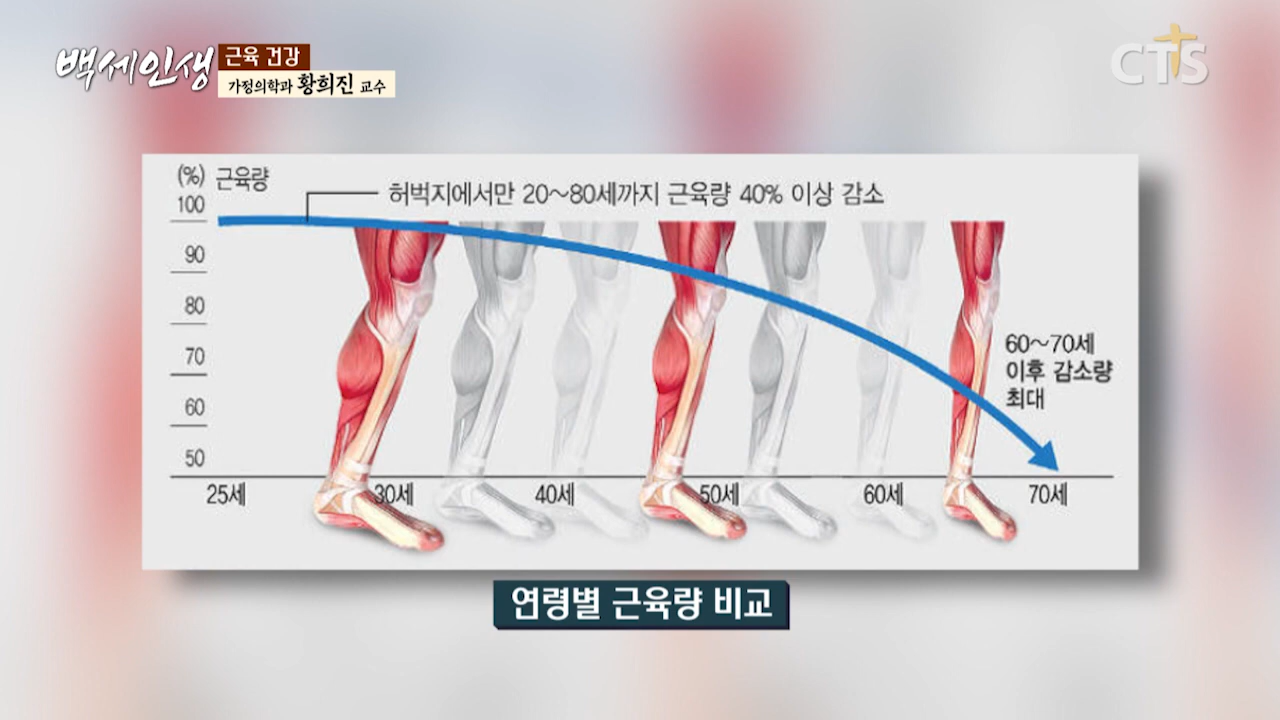 백세인생
근육 건강
가정의학과 황희진 교수
CTS
(%) 근육량
허벅지에서만 20~80세까지 근육량 40% 이상 감소
100
90
80
70
60
50
60~70세
이후 감소량
최대
25세 30세 40세 50세 60세 70세
연령별 근육량 비교